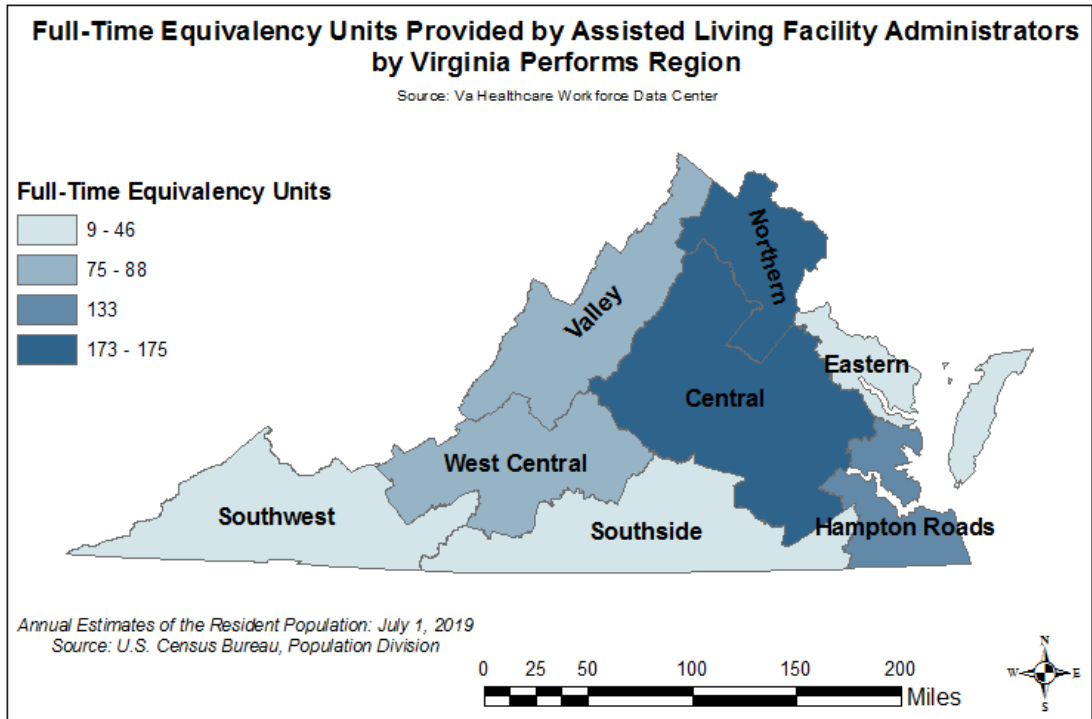 Full-Time Equivalency Units Provided by Assisted Living Facility Administrators
by Virginia Performs Region
Source: Va Healthcare Workforce Data Center
Full-Time Equivalency Units
9 - 46
75 - 88
133
173 - 175
Northern
Valley
Eastern
Central
West Central
Southwest
Southside
Hampton Roads
Annual Estimates of the Resident Population: July 1, 2019
Source: U.S. Census Bureau, Population Division
0 25 50 100 150 200
Miles
N
W E
S